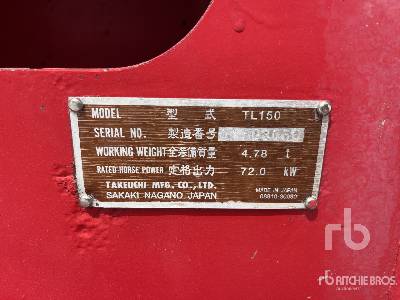 MODEL 型式 TL150
SERIAL NO. 製造番号
WORKING WEIGHT 全装備質量 4.78 t
RATED-HORSE POWER 定格出力 72.0 kW
TAKEUCHI MFG., CO., LTD.
SAKAKI NAGANO JAPAN
MADE IN JAPAN
rb
RITCHIE BROS.